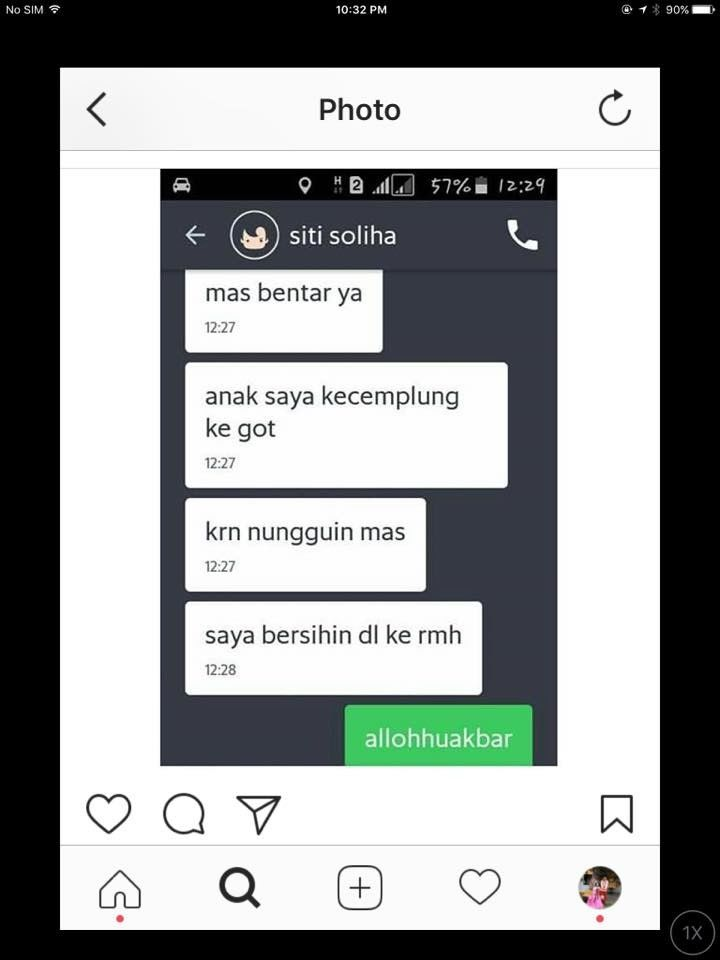 No SIM 10:32 PM 90%
Photo
H 2 57% 12:29
siti soliha
mas bentar ya
12:27
anak saya kecemplung
ke got
12:27
krn nungguin mas
12:27
saya bersihin dl ke rmh
12:28
allohhuakbar
1X